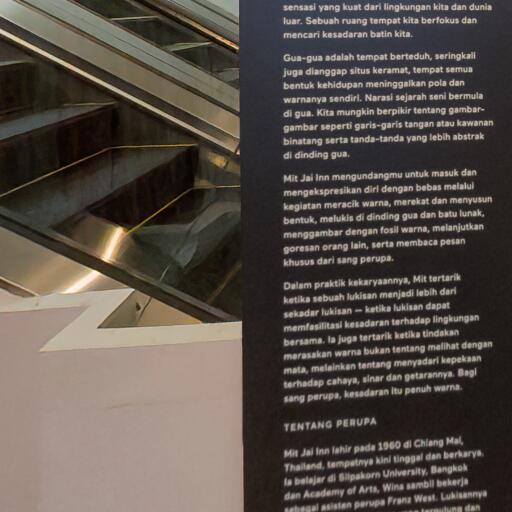 sensasi yang kuat dari lingkungan kita dan dunia
luar. Sebuah ruang tempat kita berfokus dan
mencari kesadaran batin kita.
Gua-gua adalah tempat berteduh, seringkali
juga dianggap situs keramat, tempat semua
bentuk kehidupan meninggalkan pola dan
warnanya sendiri. Narasi sejarah seni bermula
di gua. Kita mungkin berpikir tentang gambar-
gambar seperti garis-garis tangan atau kawanan
binatang serta tanda-tanda yang lebih abstrak
di dinding gua.
Mit Jai Inn mengundangmu untuk masuk dan
mengekspresikan diri dengan bebas melalui
kegiatan meracik warna, merekat dan menyusun
bentuk, melukis di dinding gua dan batu lunak,
menggambar dengan fosil warna, melanjutkan
goresan orang lain, serta membaca pesan
khusus dari sang perupa.
Dalam praktik kekaryaannya, Mit tertarik
ketika sebuah lukisan menjadi lebih dari
sekadar lukisan — ketika lukisan dapat
memfasilitasi kesadaran terhadap lingkungan
bersama. Ia juga tertarik ketika tindakan
merasakan warna bukan tentang melihat dengan
mata, melainkan tentang menyadari kepekaan
terhadap cahaya, sinar dan getarannya. Bagi
sang perupa, kesadaran itu penuh warna.
TENTANG PERUPA
Mit Jai Inn lahir pada 1960 di Chiang Mai,
Thailand, tempatnya kini tinggal dan berkarya.
Ia belajar di Silpakorn University, Bangkok
dan Academy of Arts, Wina sambil bekerja
sebagai asisten perupa Franz West. Lukisannya
yang tergulung dan